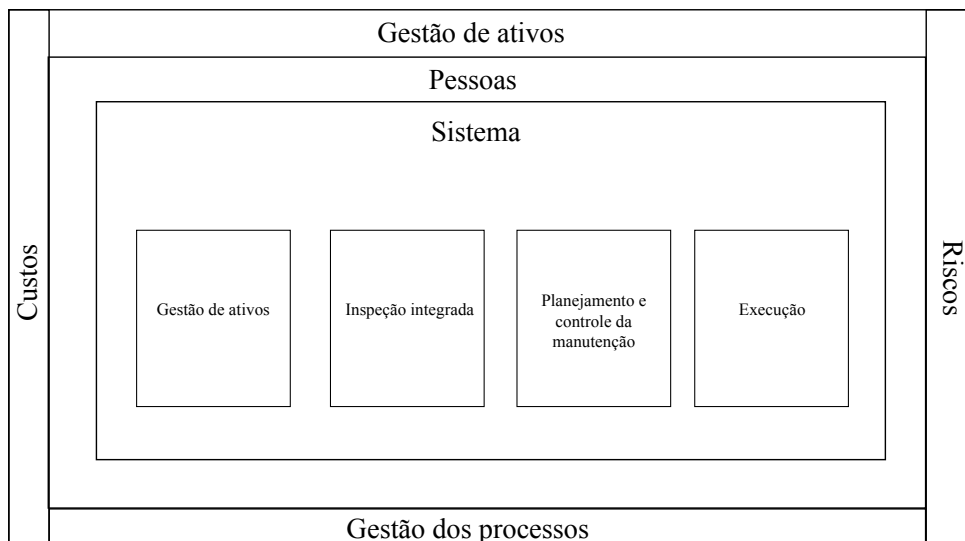 Gestão de ativos
Pessoas
Sistema
Custos
Gestão de ativos
Inspeção integrada
Planejamento e
controle da
manutenção
Execução
Riscos
Gestão dos processos